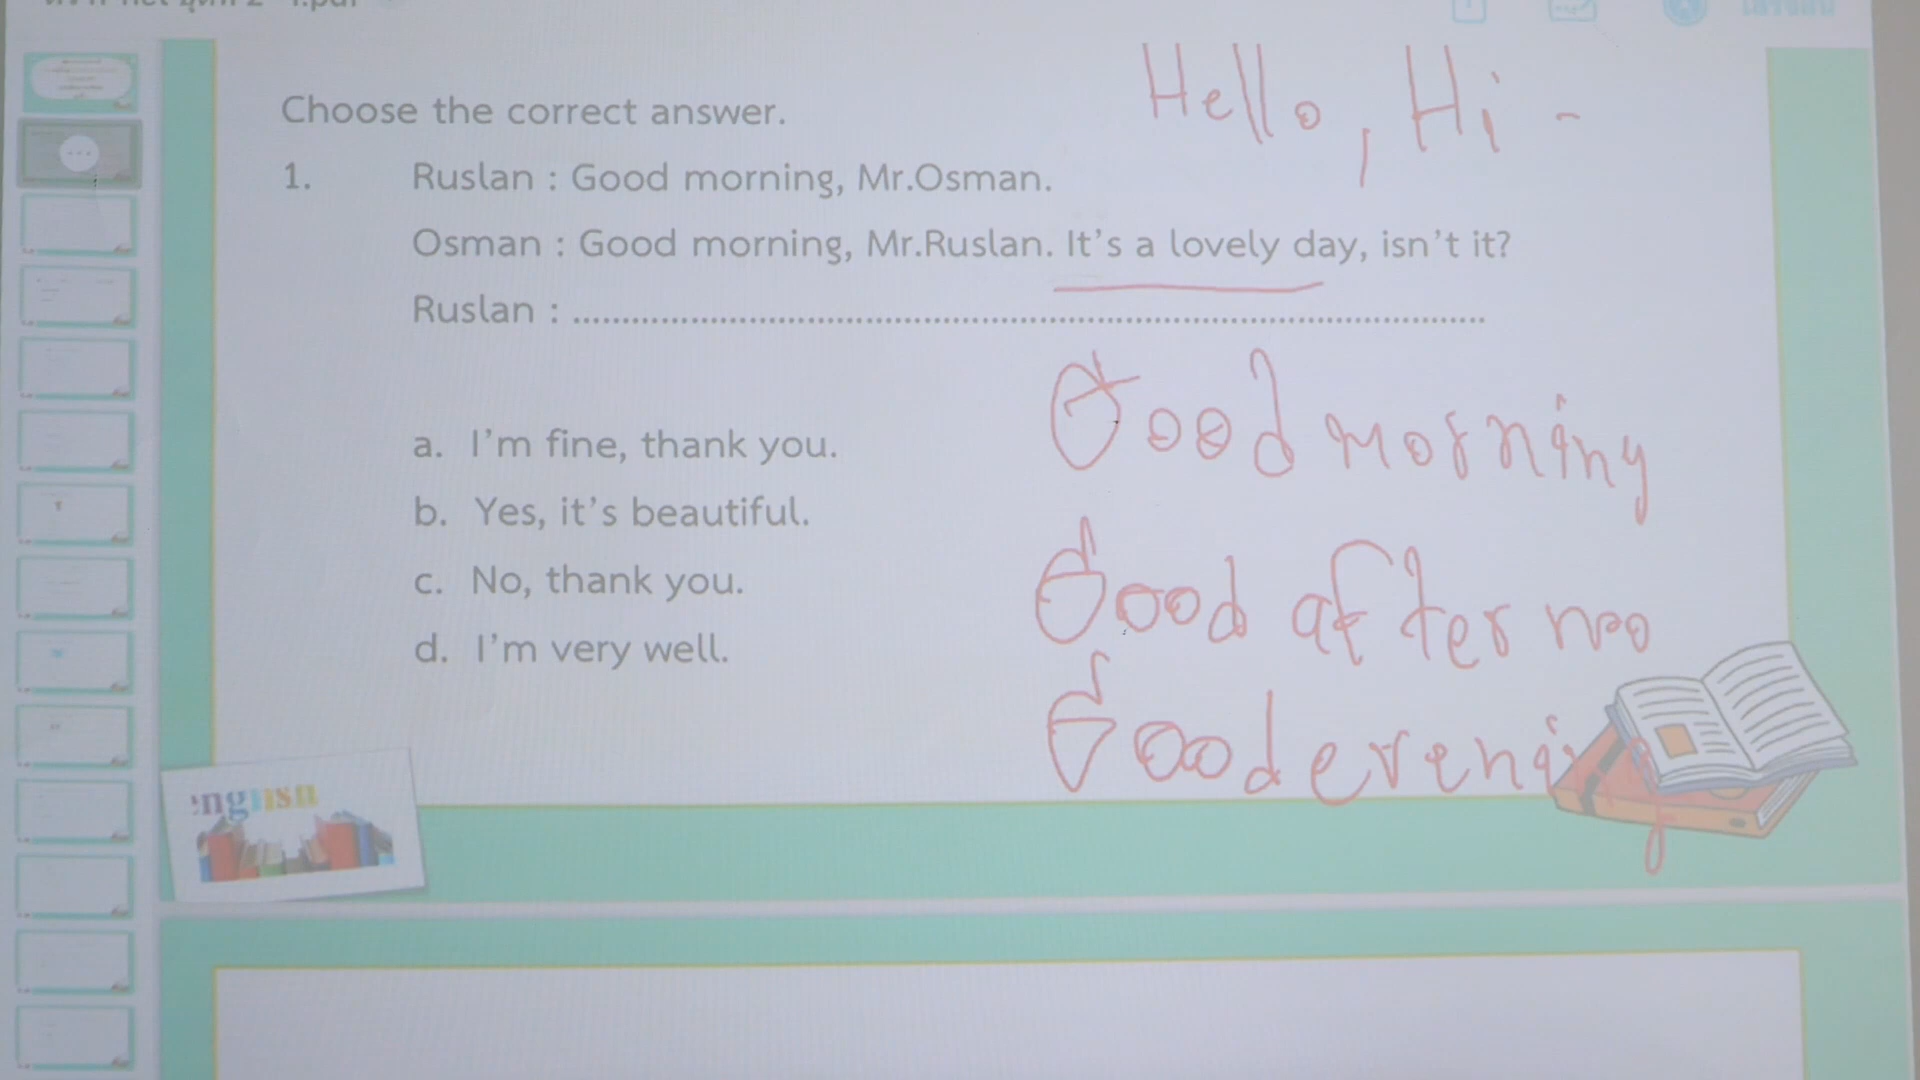 Hello, Hi -
Choose the correct answer.
1. Ruslan : Good morning, Mr.Osman.
Osman : Good morning, Mr.Ruslan. It's a lovely day, isn't it?
Ruslan : ....................................................................................
a. I'm fine, thank you.
b. Yes, it's beautiful.
c. No, thank you.
d. I'm very well.
Good morning
Good after noo
Good evening